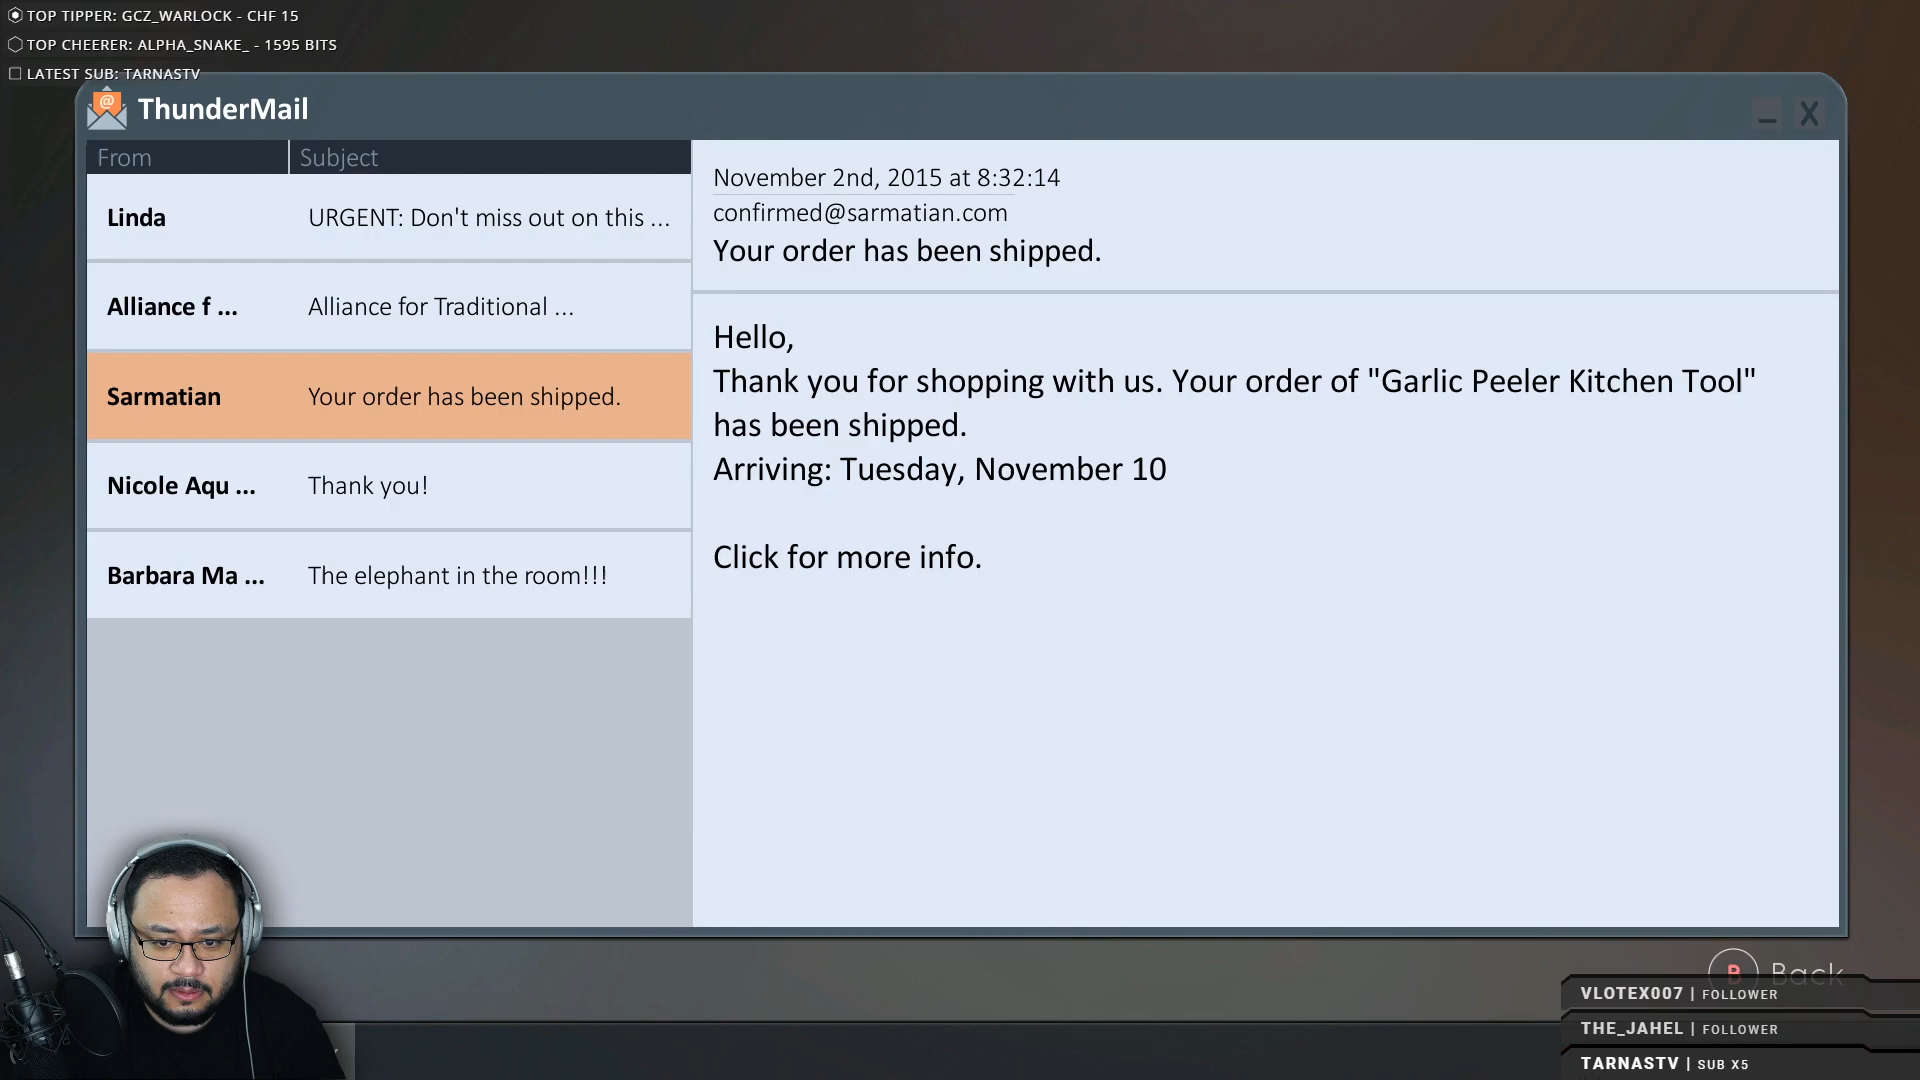 TOP TIPPER: GCZ_WARLOCK - CHF 15
TOP CHEERER: ALPHA_SNAKE_ - 1595 BITS
LATEST SUB: TARNASTV
ThunderMail
From Subject
Linda URGENT: Don't miss out on this ...
Alliance f ... Alliance for Traditional ...
Sarmatian Your order has been shipped.
Nicole Aqu ... Thank you!
Barbara Ma ... The elephant in the room!!!
November 2nd, 2015 at 8:32:14
confirmed@sarmatian.com
Your order has been shipped.
Hello,
Thank you for shopping with us. Your order of "Garlic Peeler Kitchen Tool"
has been shipped.
Arriving: Tuesday, November 10
Click for more info.
B Back
VLOTEX007 | FOLLOWER
THE_JAHEL | FOLLOWER
TARNASTV | SUB X5